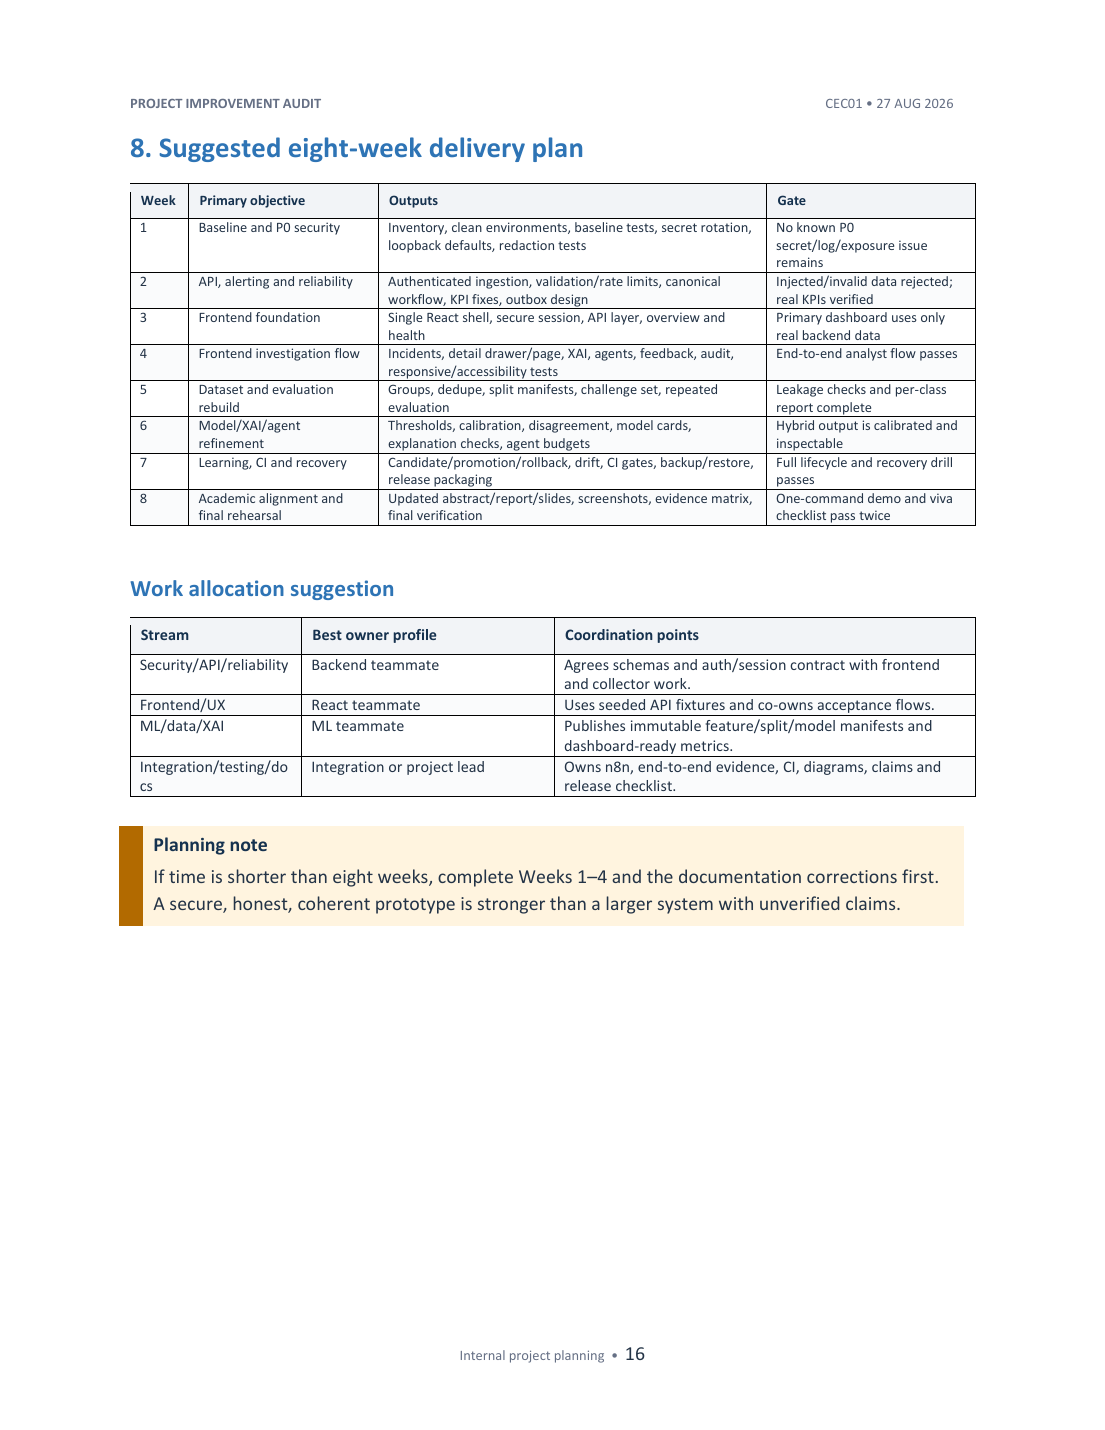 PROJECT IMPROVEMENT AUDIT
CEC01 • 27 AUG 2026
8. Suggested eight-week delivery plan
Week Primary objective Outputs Gate
1 Baseline and P0 security Inventory, clean environments, baseline tests, secret rotation, No known P0
loopback defaults, redaction tests secret/log/exposure issue
remains
2 API, alerting and reliability Authenticated ingestion, validation/rate limits, canonical Injected/invalid data rejected;
workflow, KPI fixes, outbox design real KPIs verified
3 Frontend foundation Single React shell, secure session, API layer, overview and Primary dashboard uses only
health real backend data
4 Frontend investigation flow Incidents, detail drawer/page, XAI, agents, feedback, audit, End-to-end analyst flow passes
responsive/accessibility tests
5 Dataset and evaluation Groups, dedupe, split manifests, challenge set, repeated Leakage checks and per-class
rebuild evaluation report complete
6 Model/XAI/agent Thresholds, calibration, disagreement, model cards, Hybrid output is calibrated and
refinement explanation checks, agent budgets inspectable
7 Learning, CI and recovery Candidate/promotion/rollback, drift, CI gates, backup/restore, Full lifecycle and recovery drill
release packaging passes
8 Academic alignment and Updated abstract/report/slides, screenshots, evidence matrix, One-command demo and viva
final rehearsal final verification checklist pass twice
Work allocation suggestion
Stream Best owner profile Coordination points
Security/API/reliability Backend teammate Agrees schemas and auth/session contract with frontend
and collector work.
Frontend/UX React teammate Uses seeded API fixtures and co-owns acceptance flows.
ML/data/XAI ML teammate Publishes immutable feature/split/model manifests and
dashboard-ready metrics.
Integration/testing/do Integration or project lead Owns n8n, end-to-end evidence, CI, diagrams, claims and
cs release checklist.
Planning note
If time is shorter than eight weeks, complete Weeks 1–4 and the documentation corrections first.
A secure, honest, coherent prototype is stronger than a larger system with unverified claims.
Internal project planning • 16